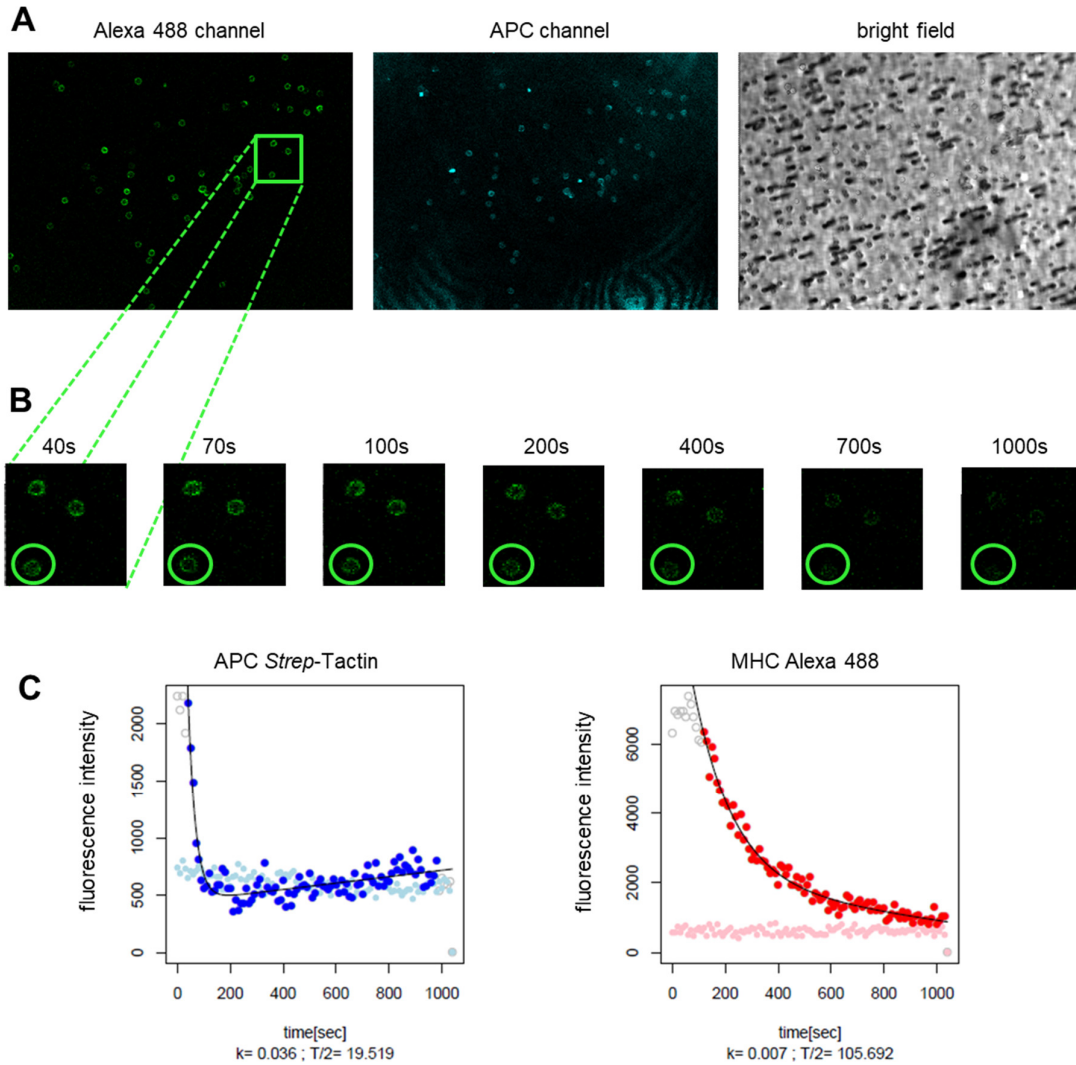 A
Alexa 488 channel
APC channel
bright field
B
40s
70s
100s
200s
400s
700s
1000s
C
APC Strep-Tactin
fluorescence intensity
0
500
1000
1500
2000
0 200 400 600 800 1000
time[sec]
k= 0.036 ; T/2= 19.519
MHC Alexa 488
fluorescence intensity
0
2000
4000
6000
0 200 400 600 800 1000
time[sec]
k= 0.007 ; T/2= 105.692